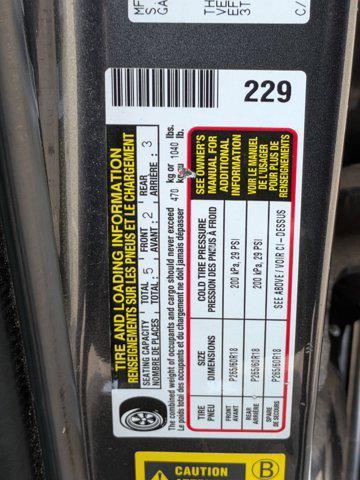 229
TIRE AND LOADING INFORMATION
RENSEIGNEMENTS SUR LES PNEUS ET LE CHARGEMENT
SEATING CAPACITY
NOMBRE DE PLACES
TOTAL : 5
FRONT
AVANT : 2
REAR
ARRIÈRE : 3
The combined weight of occupants and cargo should never exceed
Le poids total des occupants et du chargement ne doit jamais dépasser
470 kg or 1040 lbs.
lb.
TIRE
PNEU
SIZE
DIMENSIONS
COLD TIRE PRESSURE
PRESSION DES PNEUS À FROID
SEE OWNER'S
MANUAL FOR
ADDITIONAL
INFORMATION
VOIR LE MANUEL
DE L'USAGER
POUR PLUS DE
RENSEIGNEMENTS
FRONT
AVANT
P265/60R18
200 kPa, 29 PSI
REAR
ARRIÈRE
P265/60R18
200 kPa, 29 PSI
SPARE
DE SECOURS
P265/60R18
SEE ABOVE / VOIR CI-DESSUS
CAUTION
B